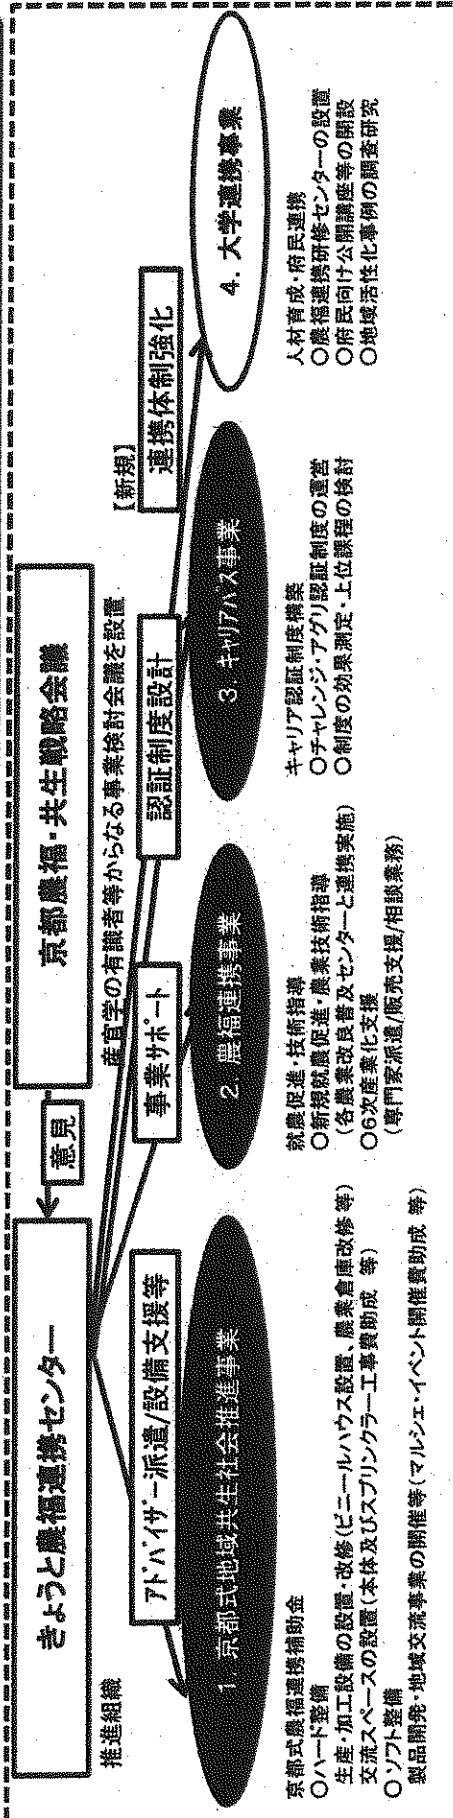 きょうと農福連携センター
意見
京都農福・共生戦略会議
推進組織
産官学の有識者等からなる事業検討会議を設置
【新規】
アドバイザー派遣/設備支援等
事業サポート
認証制度設計
連携体制強化
1. 京都式地域共生社会推進事業
2. 農福連携事業
3. キャリアパス事業
4. 大学連携事業
京都式農福連携補助金
○ハード整備
生産・加工設備の設置・改修(ビニールハウス設置、農業倉庫改修 等)
交流スペースの設置(本体及びスプリンクラー工事費助成 等)
○ソフト整備
製品開発・地域交流事業の開催等(マルシェ・イベント開催費助成 等)
就農促進・技術指導
○新規就農促進・農業技術指導
(各農業改良普及センターと連携実施)
○6次産業化支援
(専門家派遣/販売支援/相談業務)
キャリア認証制度構築
○チャレンジ・アグリ認証制度の運営
○制度の効果測定・上位課程の検討
人材育成・府民連携
○農福連携研修センターの設置
○府民向け公開講座等の開設
○地域活性化事例の調査研究